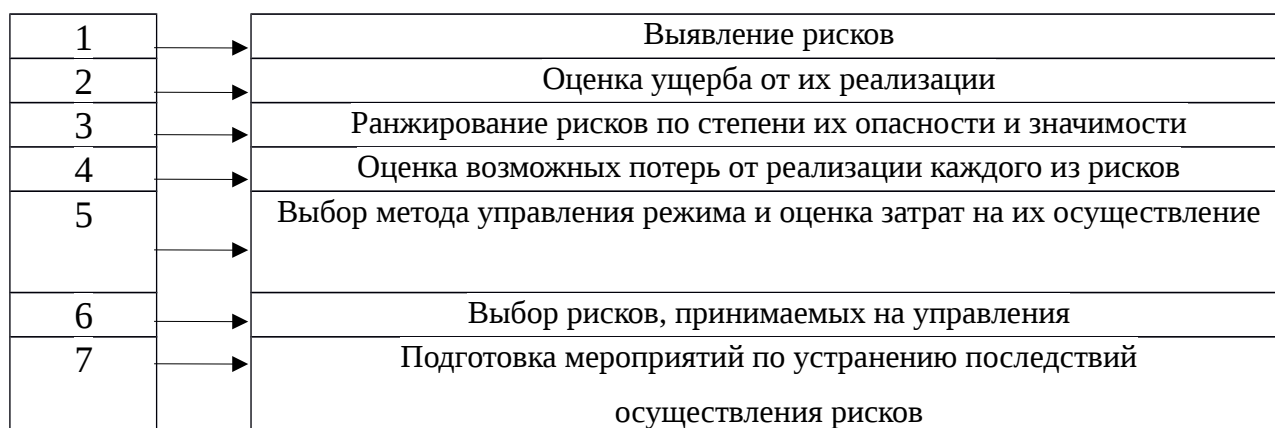 1 Выявление рисков
2 Оценка ущерба от их реализации
3 Ранжирование рисков по степени их опасности и значимости
4 Оценка возможных потерь от реализации каждого из рисков
5 Выбор метода управления режима и оценка затрат на их осуществление
6 Выбор рисков, принимаемых на управления
7 Подготовка мероприятий по устранению последствий
осуществления рисков